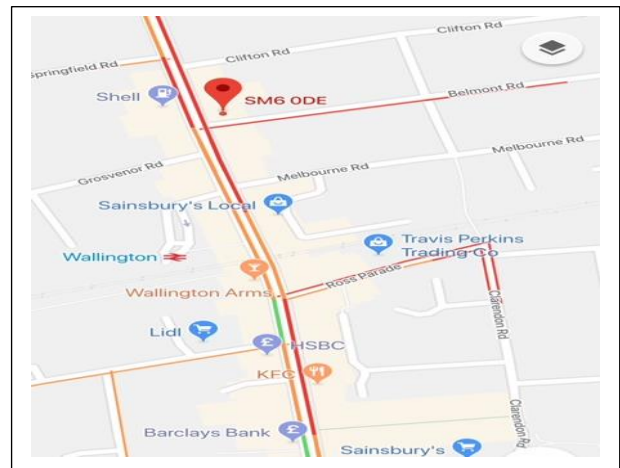 Clifton Rd
Clifton Rd
Springfield Rd
Shell
SM6 0DE
Belmont Rd
Grosvenor Rd
Melbourne Rd
Melbourne Rd
Sainsbury's Local
Wallington
Travis Perkins
Trading Co
Wallington Arms
Ross Parade
Clarendon Rd
Lidl
HSBC
KFC
Clarendon Rd
Barclays Bank
Sainsbury's